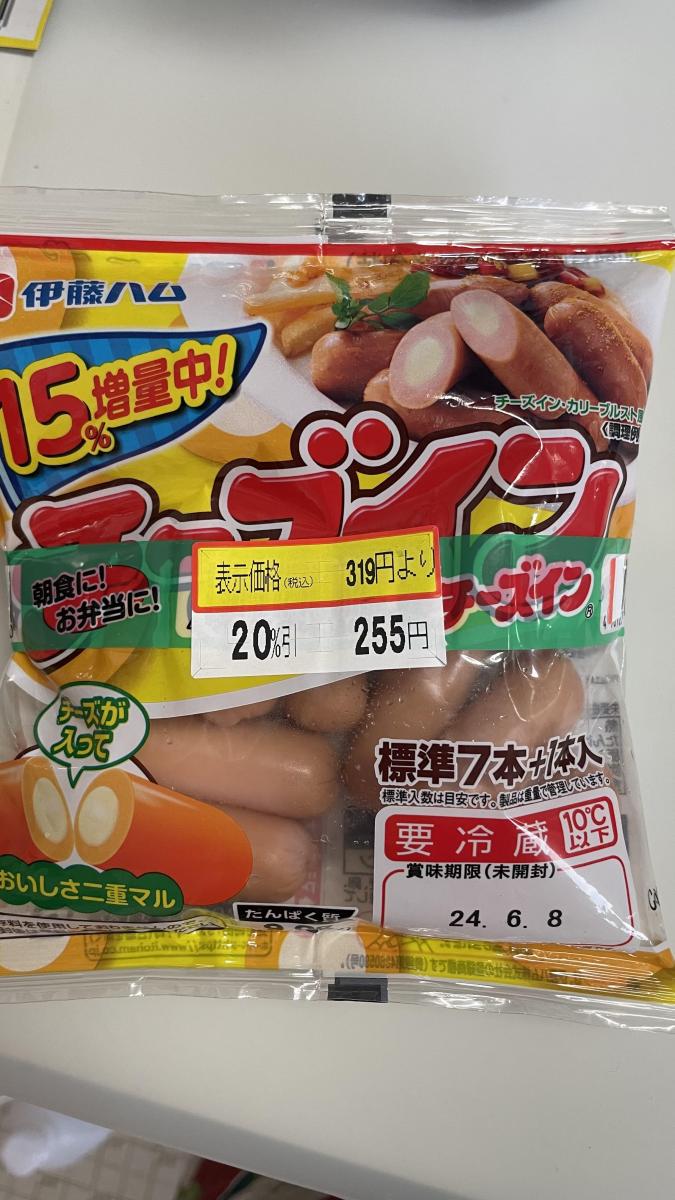 伊藤ハム
15%増量中!
チーズイン・カリーブルスト風
〈調理例
チーズイン
朝食に!
お弁当に!
表示価格(税込) 319円より
20%引 255円
チーズイン®
チーズが
入って
おいしさ二重マル
標準7本+1本入
標準入数は目安です。製品は重量で管理しています。
要冷蔵 10℃以下
賞味期限(未開封)
24. 6. 8
たんぱく質